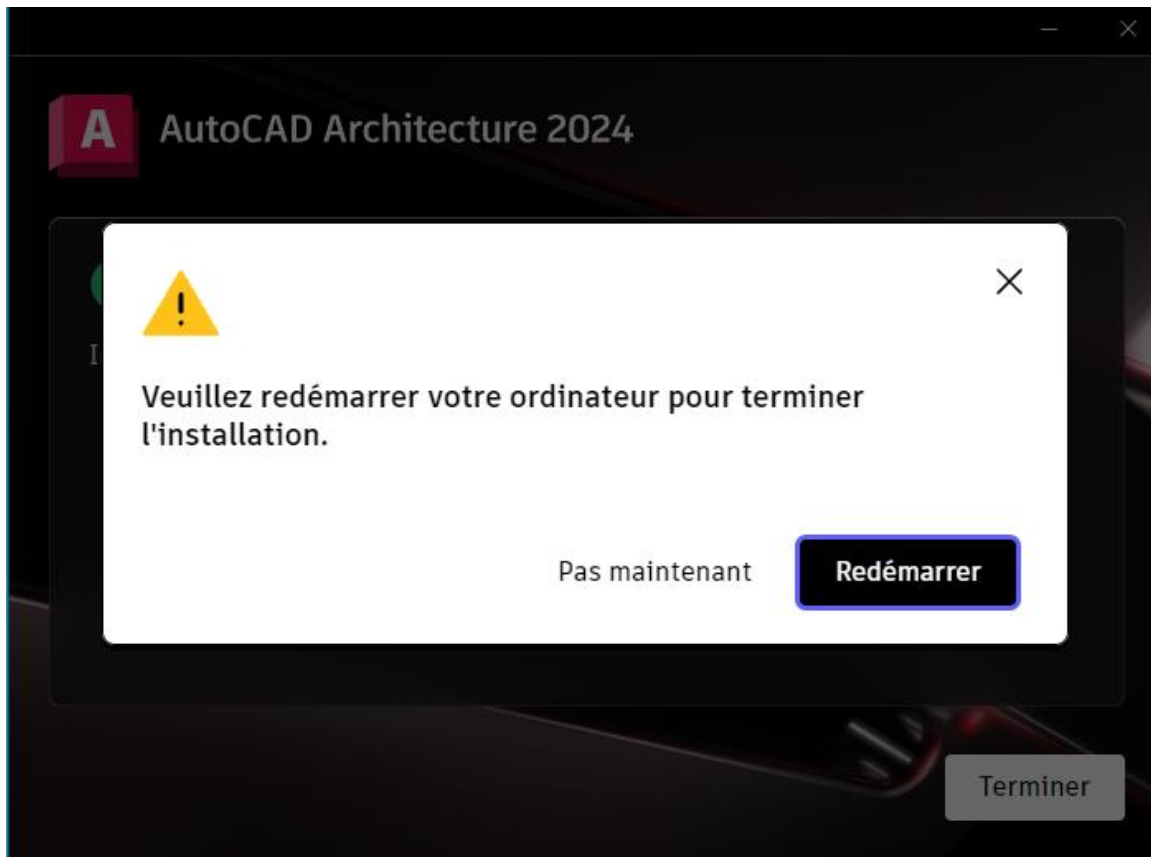 A
AutoCAD Architecture 2024
Veuillez redémarrer votre ordinateur pour terminer
l'installation.
Pas maintenant
Redémarrer
Terminer